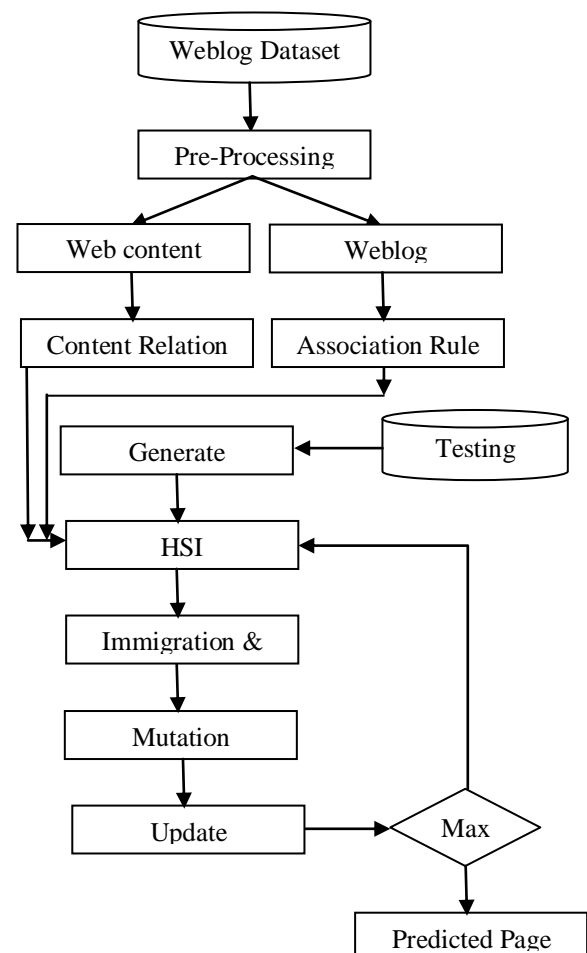 Weblog Dataset
Pre-Processing
Web content
Weblog
Content Relation
Association Rule
Generate
Testing
HSI
Immigration &
Mutation
Update
Max
Predicted Page